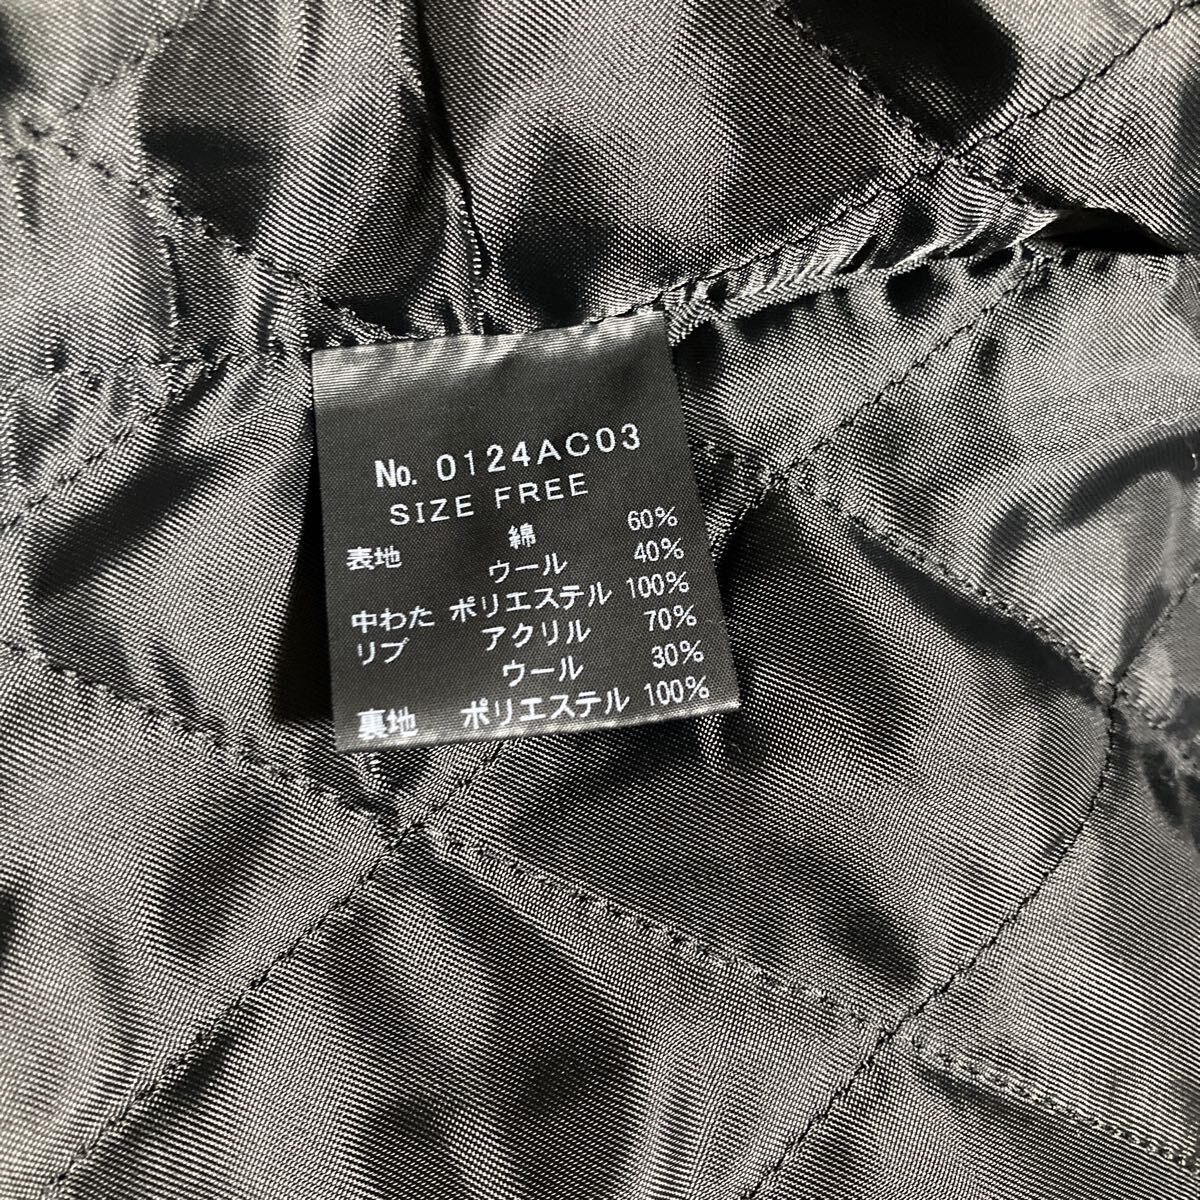 No. 0124AC03
SIZE FREE
表地 綿 60%
ウール 40%
中わた ポリエステル 100%
リブ アクリル 70%
ウール 30%
裏地 ポリエステル 100%